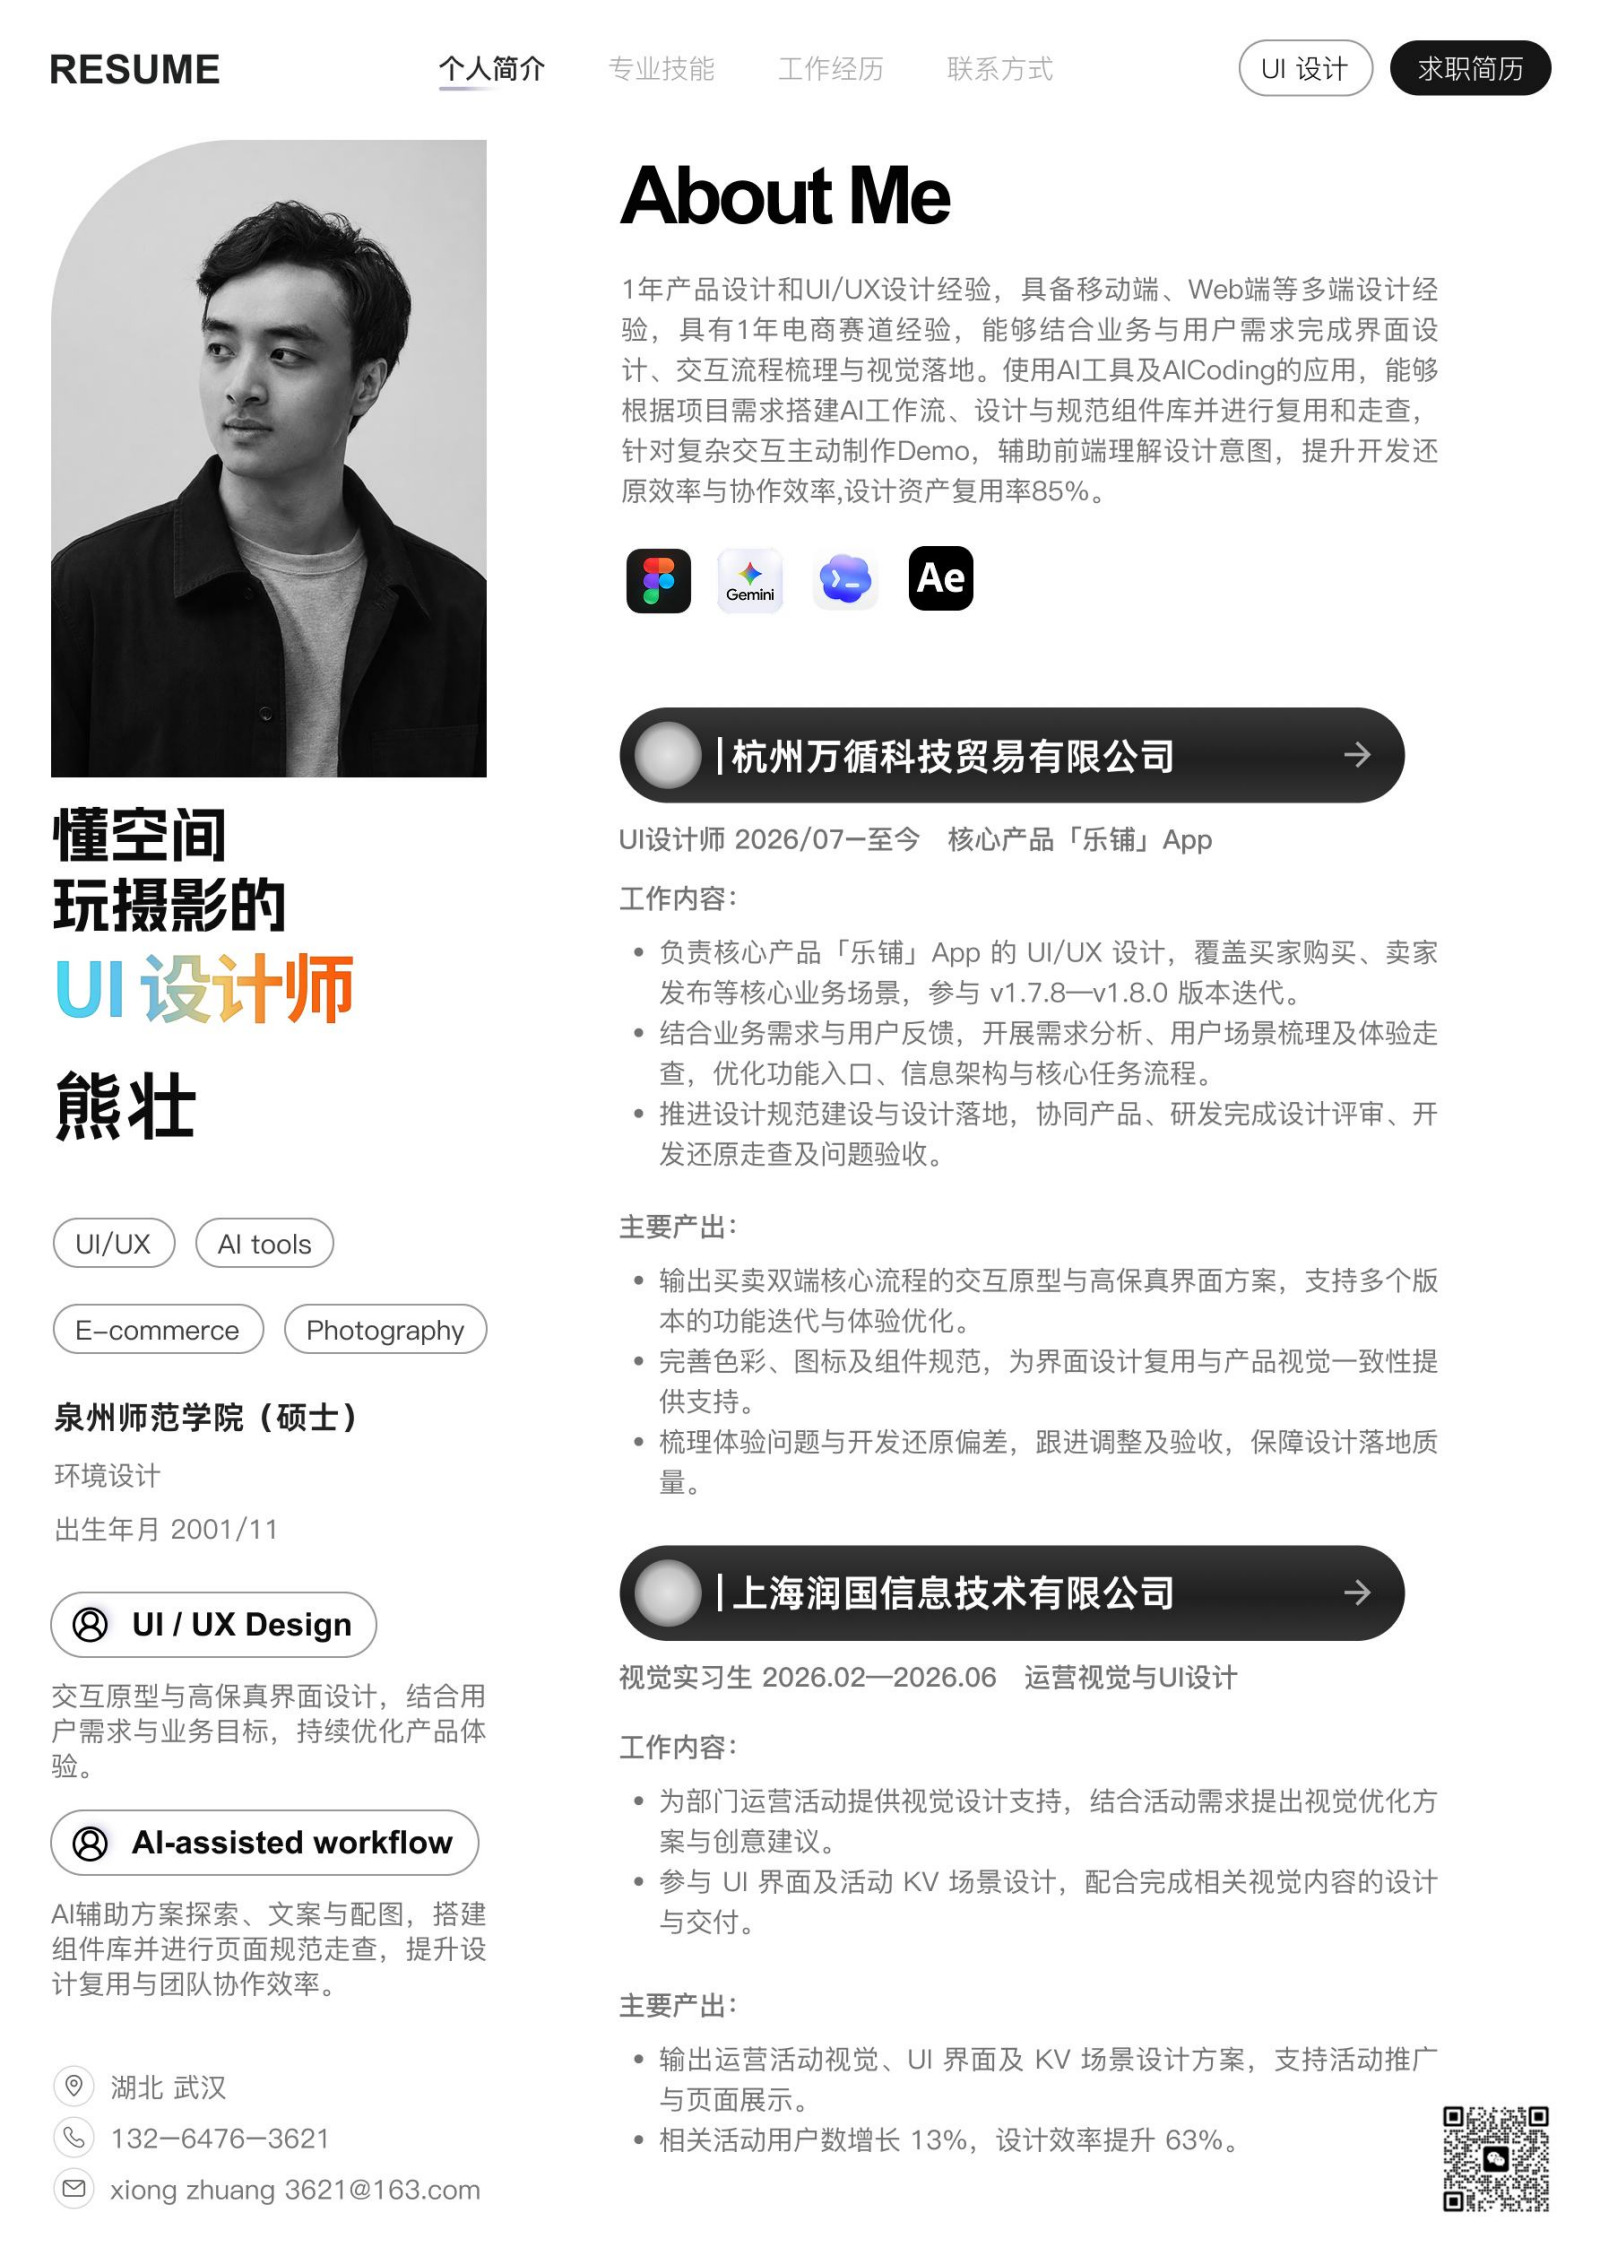 RESUME
个人简介
专业技能
工作经历
联系方式
UI 设计
求职简历
懂空间
玩摄影的
UI 设计师
熊壮
UI/UX
AI tools
E-commerce
Photography
泉州师范学院（硕士）
环境设计
出生年月 2001/11
UI / UX Design
交互原型与高保真界面设计，结合用
户需求与业务目标，持续优化产品体
验。
AI-assisted workflow
AI辅助方案探索、文案与配图，搭建
组件库并进行页面规范走查，提升设
计复用与团队协作效率。
湖北 武汉
132—6476—3621
xiong zhuang 3621@163.com
About Me
1年产品设计和UI/UX设计经验，具备移动端、Web端等多端设计经
验，具有1年电商赛道经验，能够结合业务与用户需求完成界面设
计、交互流程梳理与视觉落地。使用AI工具及AICoding的应用，能够
根据项目需求搭建AI工作流、设计与规范组件库并进行复用和走查，
针对复杂交互主动制作Demo，辅助前端理解设计意图，提升开发还
原效率与协作效率,设计资产复用率85%。
Gemini
Ae
|杭州万循科技贸易有限公司
UI设计师 2026/07—至今 核心产品「乐铺」App
工作内容：
• 负责核心产品「乐铺」App 的 UI/UX 设计，覆盖买家购买、卖家
发布等核心业务场景，参与 v1.7.8—v1.8.0 版本迭代。
• 结合业务需求与用户反馈，开展需求分析、用户场景梳理及体验走
查，优化功能入口、信息架构与核心任务流程。
• 推进设计规范建设与设计落地，协同产品、研发完成设计评审、开
发还原走查及问题验收。
主要产出：
• 输出买卖双端核心流程的交互原型与高保真界面方案，支持多个版
本的功能迭代与体验优化。
• 完善色彩、图标及组件规范，为界面设计复用与产品视觉一致性提
供支持。
• 梳理体验问题与开发还原偏差，跟进调整及验收，保障设计落地质
量。
|上海润国信息技术有限公司
视觉实习生 2026.02—2026.06 运营视觉与UI设计
工作内容：
• 为部门运营活动提供视觉设计支持，结合活动需求提出视觉优化方
案与创意建议。
• 参与 UI 界面及活动 KV 场景设计，配合完成相关视觉内容的设计
与交付。
主要产出：
• 输出运营活动视觉、UI 界面及 KV 场景设计方案，支持活动推广
与页面展示。
• 相关活动用户数增长 13%，设计效率提升 63%。